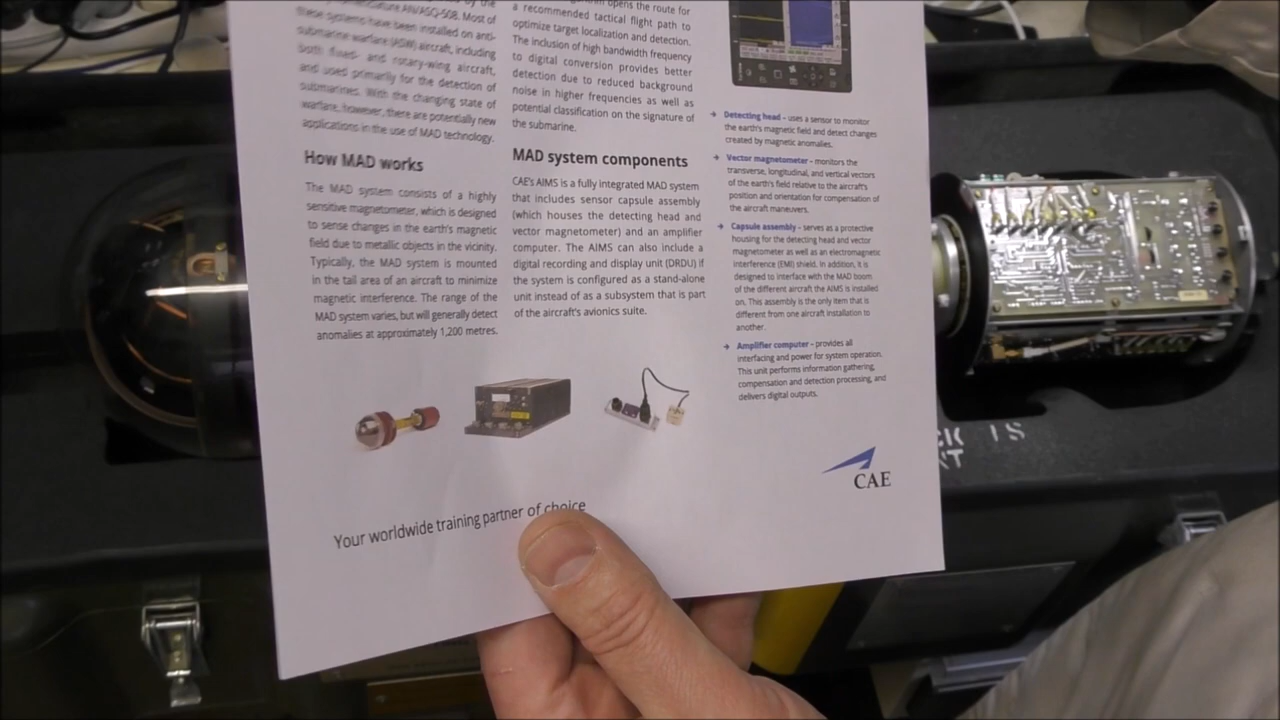 nomenclature AN/ASQ-508. Most of
these systems have been installed on anti-
submarine warfare (ASW) aircraft, including
both fixed- and rotary-wing aircraft,
and used primarily for the detection of
submarines. With the changing state of
warfare, however, there are potentially new
applications in the use of MAD technology.
How MAD works
The MAD system consists of a highly
sensitive magnetometer, which is designed
to sense changes in the earth's magnetic
field due to metallic objects in the vicinity.
Typically, the MAD system is mounted
in the tail area of an aircraft to minimize
magnetic interference. The range of the
MAD system varies, but will generally detect
anomalies at approximately 1,200 metres.
opens the route for
a recommended tactical flight path to
optimize target localization and detection.
The inclusion of high bandwidth frequency
to digital conversion provides better
detection due to reduced background
noise in higher frequencies as well as
potential classification on the signature of
the submarine.
MAD system components
CAE's AIMS is a fully integrated MAD system
that includes sensor capsule assembly
(which houses the detecting head and
vector magnetometer) and an amplifier
computer. The AIMS can also include a
digital recording and display unit (DRDU) if
the system is configured as a stand-alone
unit instead of as a subsystem that is part
of the aircraft's avionics suite.
→ Detecting head – uses a sensor to monitor
the earth's magnetic field and detect changes
created by magnetic anomalies.
→ Vector magnetometer – monitors the
transverse, longitudinal, and vertical vectors
of the earth's field relative to the aircraft's
position and orientation for compensation of
the aircraft maneuvers.
→ Capsule assembly – serves as a protective
housing for the detecting head and vector
magnetometer as well as an electromagnetic
interference (EMI) shield. In addition, it is
designed to interface with the MAD boom
of the different aircraft the AIMS is installed
on. This assembly is the only item that is
different from one aircraft installation to
another.
→ Amplifier computer – provides all
interfacing and power for system operation.
This unit performs information gathering,
compensation and detection processing, and
delivers digital outputs.
CAE
Your worldwide training partner of choice
IS